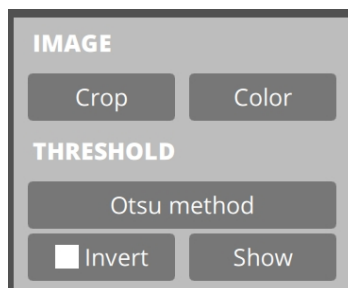 IMAGE
Crop Color
THRESHOLD
Otsu method
Invert Show